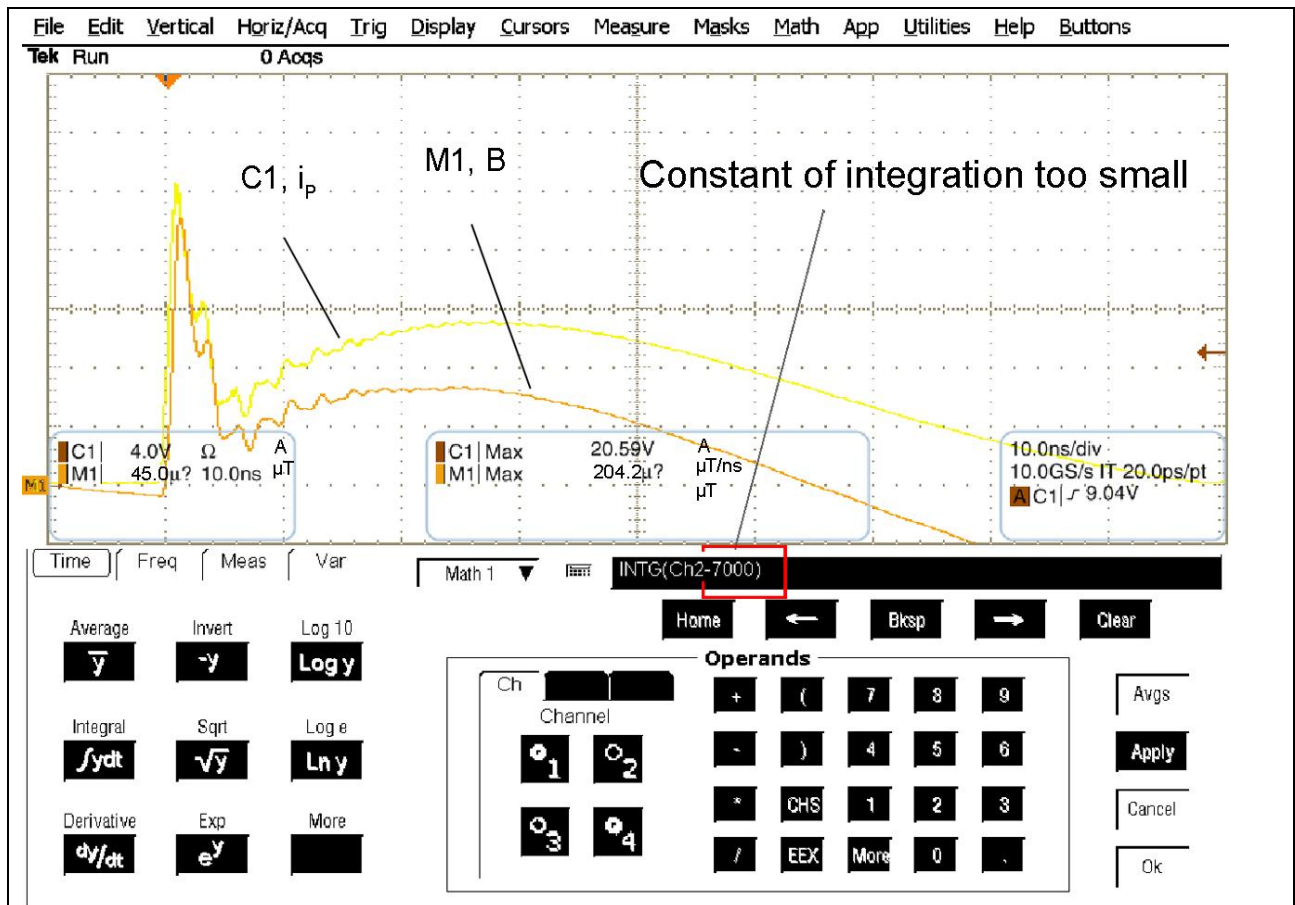 File Edit Vertical Horiz/Acq Trig Display Cursors Measure Masks Math App Utilities Help Buttons
Tek Run 0 Acqs
C1, iP
M1, B
Constant of integration too small
C1 4.0V Ω A
M1 45.0µ? 10.0ns µT
C1 Max 20.59V A
µT/ns
M1 Max 204.2µ?
µT
10.0ns/div
10.0GS/s IT 20.0ps/pt
A C1 9.04V
M1
Time Freq Meas Var
Math 1 INTG(Ch2-7000)
Home ← Bksp → Clear
Average Invert Log 10
y -y Log y
Integral Sqrt Log e
∫ydt √y Ln y
Derivative Exp More
dy/dt e^y
Operands
Ch
Channel
1 2
3 4
+ ( 7 8 9
- ) 4 5 6
* CHS 1 2 3
/ EEX More 0 .
Avgs
Apply
Cancel
Ok